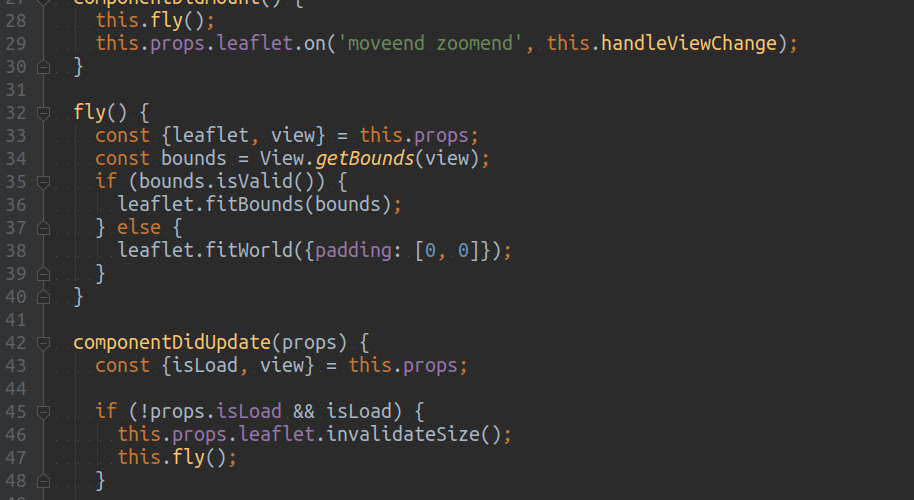 27 componentDidMount() {
28 this.fly();
29 this.props.leaflet.on('moveend zoomend', this.handleViewChange);
30 }
31
32 fly() {
33 const {leaflet, view} = this.props;
34 const bounds = View.getBounds(view);
35 if (bounds.isValid()) {
36 leaflet.fitBounds(bounds);
37 } else {
38 leaflet.fitWorld({padding: [0, 0]});
39 }
40 }
41
42 componentDidUpdate(props) {
43 const {isLoad, view} = this.props;
44
45 if (!props.isLoad && isLoad) {
46 this.props.leaflet.invalidateSize();
47 this.fly();
48 }